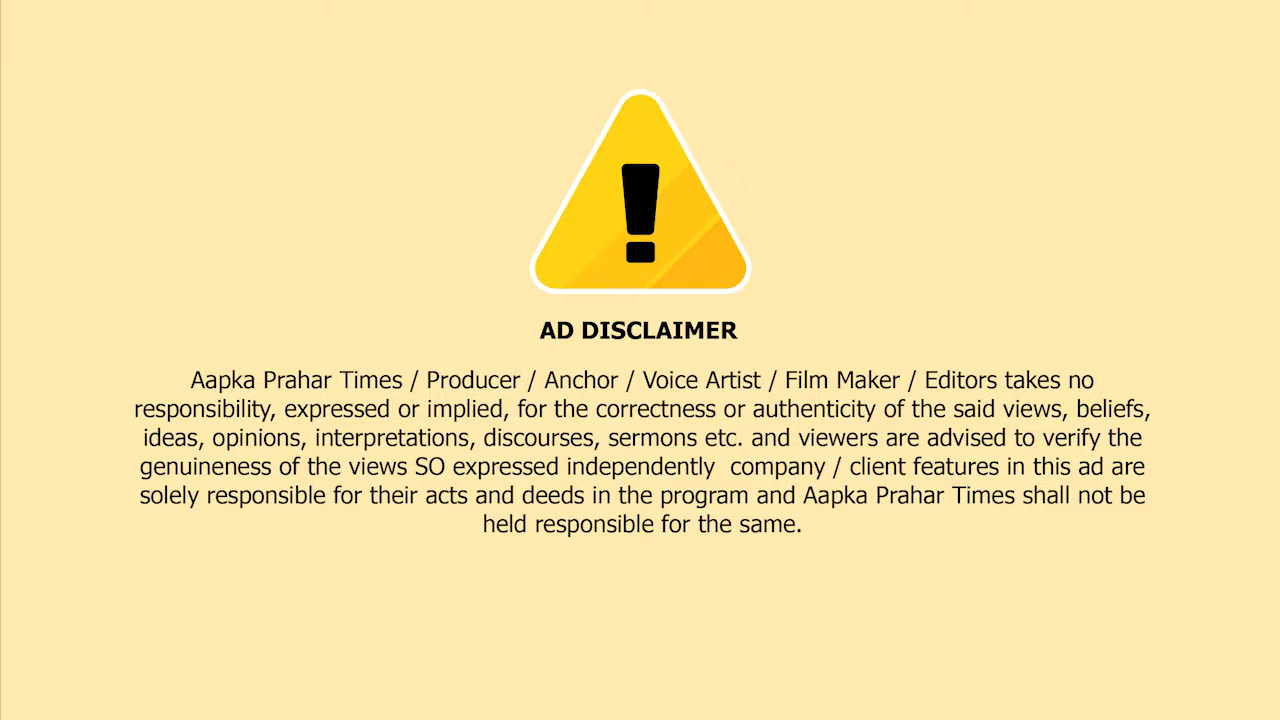 AD DISCLAIMER
Aapka Prahar Times / Producer / Anchor / Voice Artist / Film Maker / Editors takes no
responsibility, expressed or implied, for the correctness or authenticity of the said views, beliefs,
ideas, opinions, interpretations, discourses, sermons etc. and viewers are advised to verify the
genuineness of the views SO expressed independently  company / client features in this ad are
solely responsible for their acts and deeds in the program and Aapka Prahar Times shall not be
held responsible for the same.